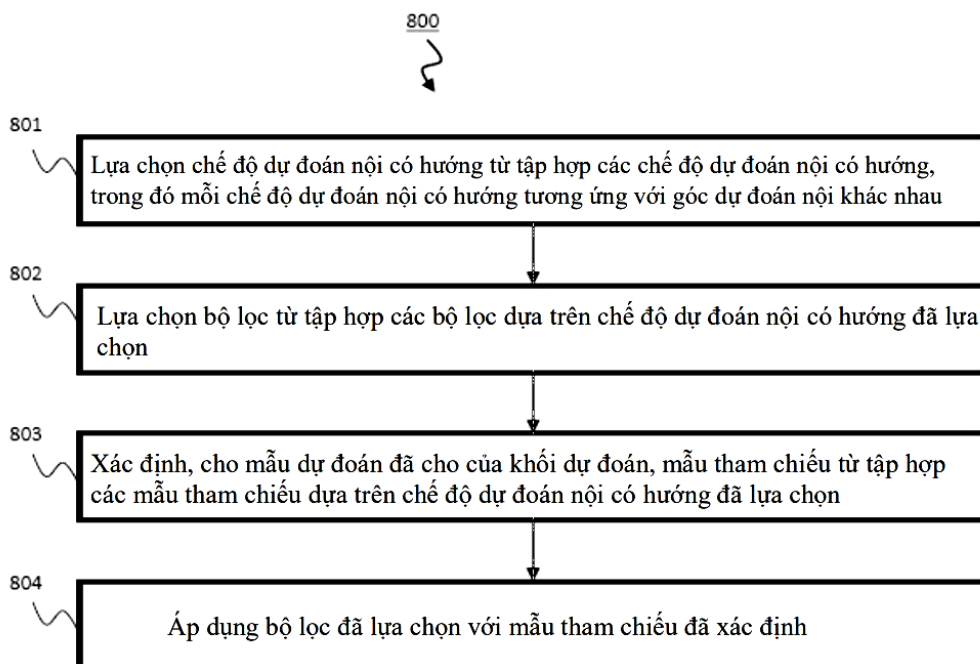 800
801
Lựa chọn chế độ dự đoán nội có hướng từ tập hợp các chế độ dự đoán nội có hướng,
trong đó mỗi chế độ dự đoán nội có hướng tương ứng với góc dự đoán nội khác nhau
802
Lựa chọn bộ lọc từ tập hợp các bộ lọc dựa trên chế độ dự đoán nội có hướng đã lựa
chọn
803
Xác định, cho mẫu dự đoán đã cho của khối dự đoán, mẫu tham chiếu từ tập hợp
các mẫu tham chiếu dựa trên chế độ dự đoán nội có hướng đã lựa chọn
804
Áp dụng bộ lọc đã lựa chọn với mẫu tham chiếu đã xác định